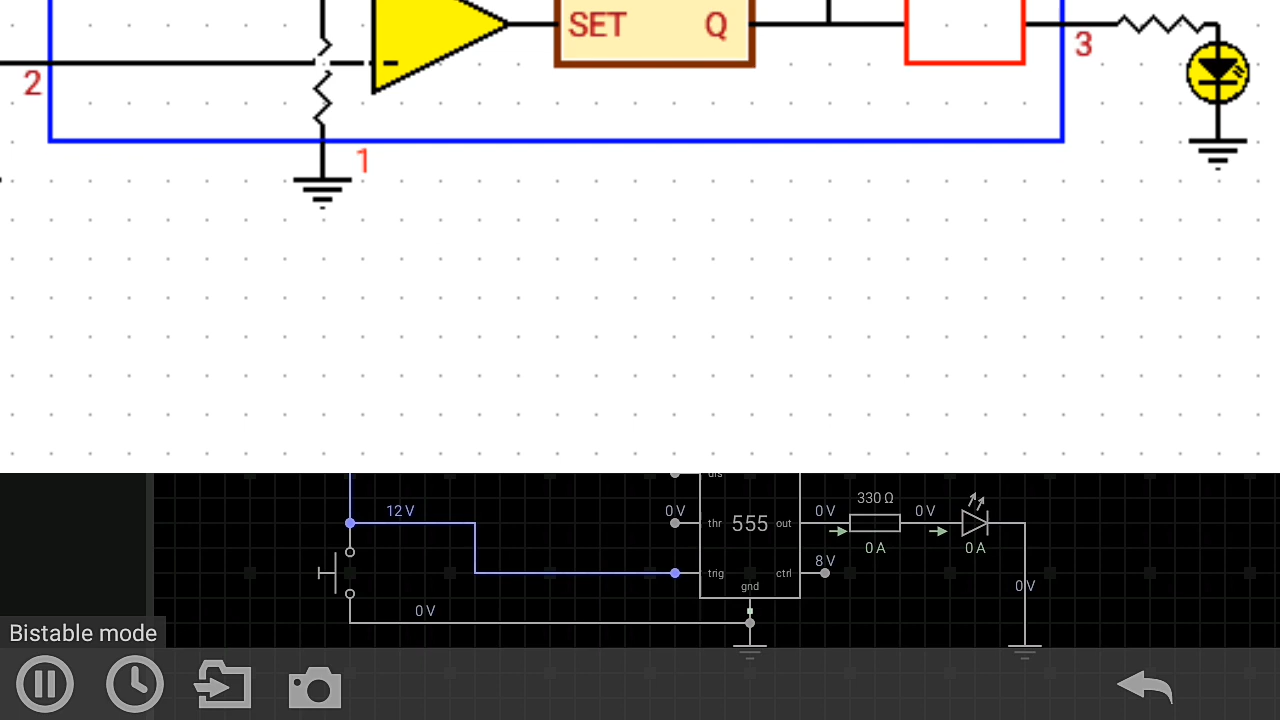 SET Q
3
2
1
dis
330 Ω
12 V
0 V
thr
555
out
0 V
0 V
0 A
0 A
8 V
trig
ctrl
gnd
0 V
0 V
Bistable mode